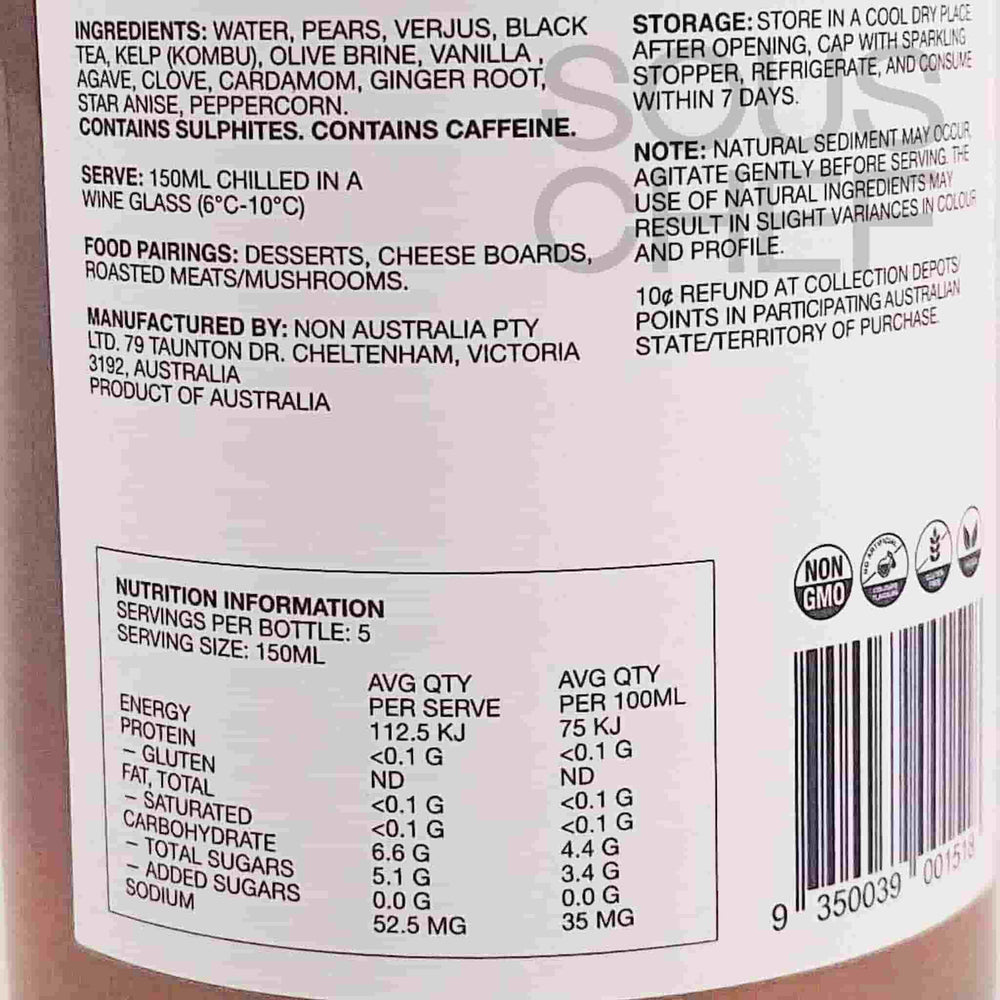 INGREDIENTS: WATER, PEARS, VERJUS, BLACK
TEA, KELP (KOMBU), OLIVE BRINE, VANILLA ,
AGAVE, CLOVE, CARDAMOM, GINGER ROOT,
STAR ANISE, PEPPERCORN.
CONTAINS SULPHITES. CONTAINS CAFFEINE.
SERVE: 150ML CHILLED IN A
WINE GLASS (6°C-10°C)
FOOD PAIRINGS: DESSERTS, CHEESE BOARDS,
ROASTED MEATS/MUSHROOMS.
MANUFACTURED BY: NON AUSTRALIA PTY
LTD. 79 TAUNTON DR. CHELTENHAM, VICTORIA
3192, AUSTRALIA
PRODUCT OF AUSTRALIA
STORAGE: STORE IN A COOL DRY PLACE
AFTER OPENING, CAP WITH SPARKLING
STOPPER, REFRIGERATE, AND CONSUME
WITHIN 7 DAYS.
NOTE: NATURAL SEDIMENT MAY OCCUR
AGITATE GENTLY BEFORE SERVING. THE
USE OF NATURAL INGREDIENTS MAY
RESULT IN SLIGHT VARIANCES IN COLOUR
AND PROFILE.
10¢ REFUND AT COLLECTION DEPOTS/
POINTS IN PARTICIPATING AUSTRALIAN
STATE/TERRITORY OF PURCHASE.
SOUS
CHEF
NUTRITION INFORMATION
SERVINGS PER BOTTLE: 5
SERVING SIZE: 150ML
AVG QTY AVG QTY
PER SERVE PER 100ML
ENERGY 112.5 KJ 75 KJ
PROTEIN <0.1 G <0.1 G
– GLUTEN ND ND
FAT, TOTAL <0.1 G <0.1 G
– SATURATED <0.1 G <0.1 G
CARBOHYDRATE 6.6 G 4.4 G
– TOTAL SUGARS 5.1 G 3.4 G
– ADDED SUGARS 0.0 G 0.0 G
SODIUM 52.5 MG 35 MG
NON
GMO
NO ARTIFICIAL
9 350039 001518